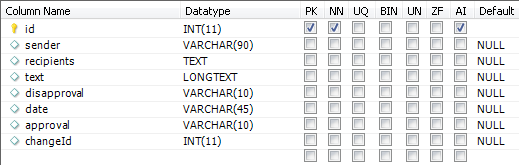 Column Name Datatype PK NN UQ BIN UN ZF AI Default
id INT(11)
sender VARCHAR(90) NULL
recipients TEXT NULL
text LONGTEXT NULL
disapproval VARCHAR(10) NULL
date VARCHAR(45) NULL
approval VARCHAR(10) NULL
changeId INT(11) NULL